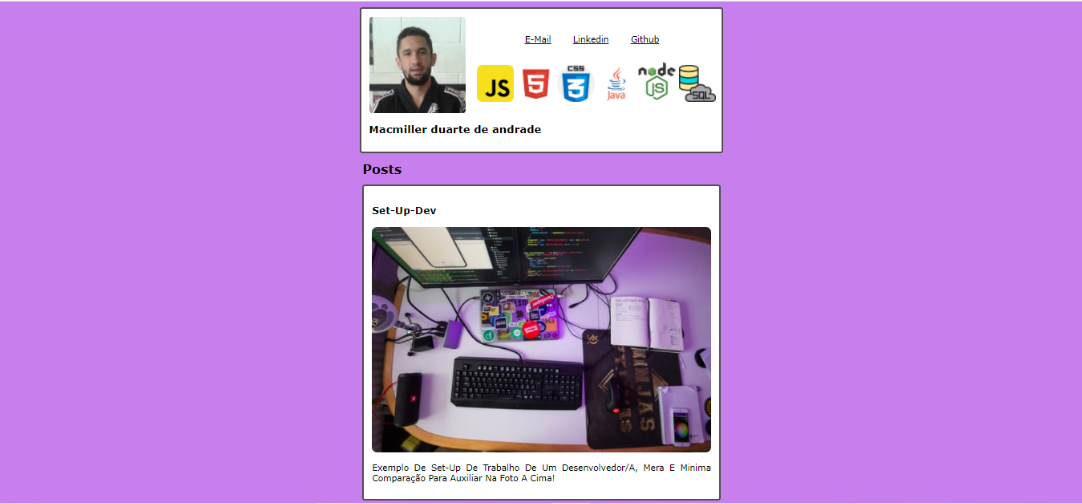 E-Mail Linkedin Github
JS 5 CSS 3 Java node JS SQL
Macmiller duarte de andrade
Posts
Set-Up-Dev
NINJAS
Exemplo De Set-Up De Trabalho De Um Desenvolvedor/A, Mera E Minima
Comparação Para Auxiliar Na Foto A Cima!